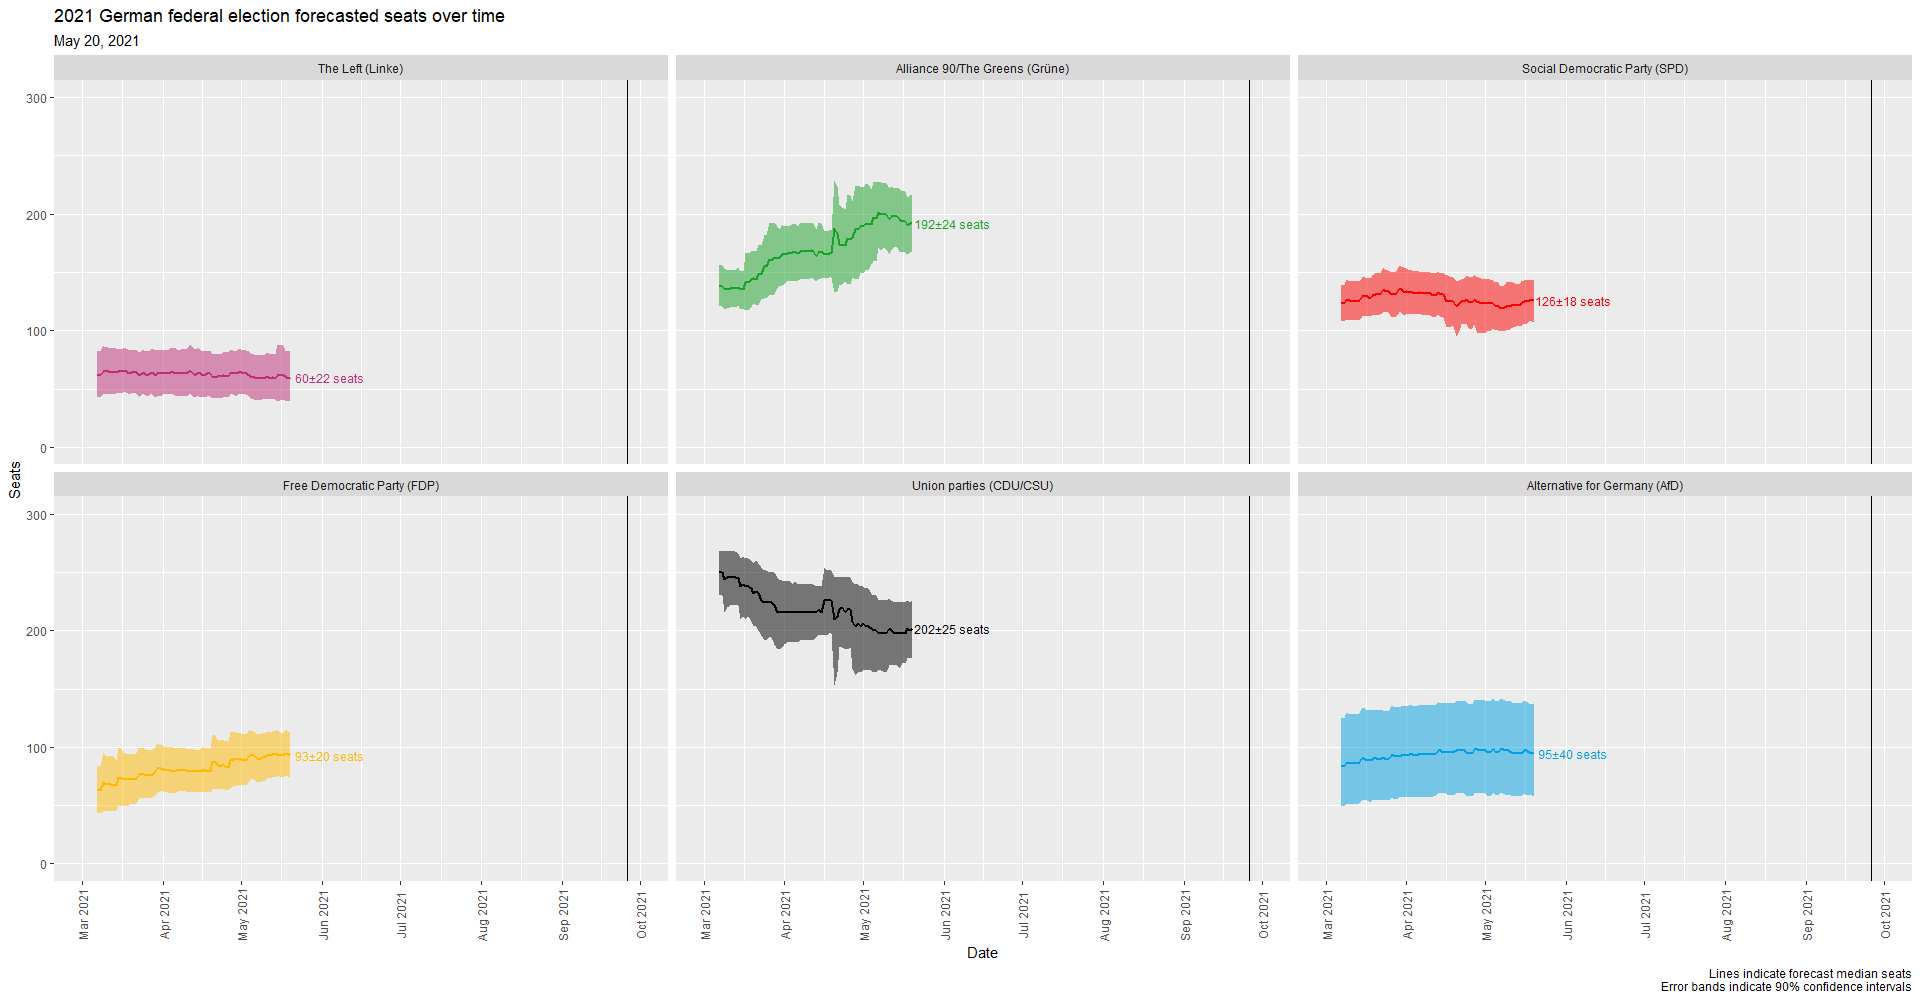 2021 German federal election forecasted seats over time
May 20, 2021
The Left (Linke)
Alliance 90/The Greens (Grüne)
Social Democratic Party (SPD)
300
200
100
0
192±24 seats
126±18 seats
60±22 seats
Seats
Free Democratic Party (FDP)
Union parties (CDU/CSU)
Alternative for Germany (AfD)
300
200
100
0
202±25 seats
93±20 seats
95±40 seats
Mar 2021
Apr 2021
May 2021
Jun 2021
Jul 2021
Aug 2021
Sep 2021
Oct 2021
Mar 2021
Apr 2021
May 2021
Jun 2021
Jul 2021
Aug 2021
Sep 2021
Oct 2021
Mar 2021
Apr 2021
May 2021
Jun 2021
Jul 2021
Aug 2021
Sep 2021
Oct 2021
Date
Lines indicate forecast median seats
Error bands indicate 90% confidence intervals